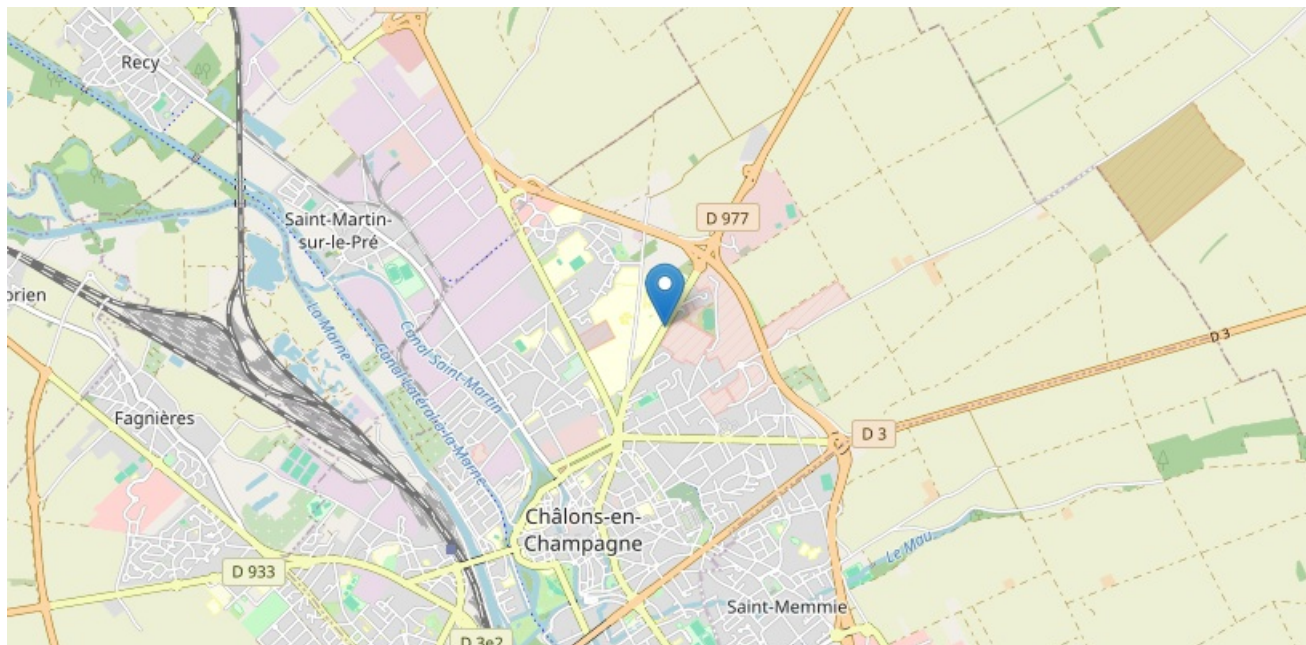 Recy
D 977
Saint-Martin-
sur-le-Pré
orien
La Marne
Canal Saint-Martin
Canal Latéral à la Marne
D 3
Fagnières
D 3
Châlons-en-
Champagne
Le Mau
D 933
Saint-Memmie
D 3e2